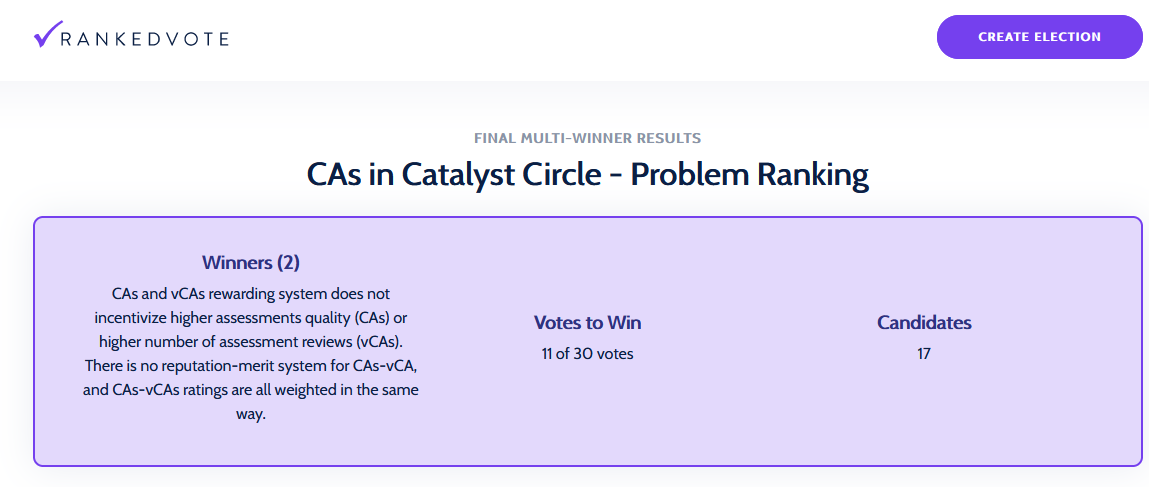 RANKEDVOTE
CREATE ELECTION
FINAL MULTI-WINNER RESULTS
CAs in Catalyst Circle - Problem Ranking
Winners (2)
CAs and vCAs rewarding system does not
incentivize higher assessments quality (CAs) or
higher number of assessment reviews (vCAs).
There is no reputation-merit system for CAs-vCA,
and CAs-vCAs ratings are all weighted in the same
way.
Votes to Win
11 of 30 votes
Candidates
17